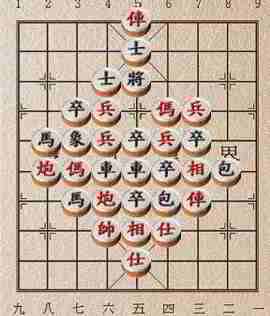 1 2 3 4 5 6 7 8 9
俥
士
士 將
卒 兵 傌 兵
馬 象 兵 卒 兵 卒
炮 傌 車 車 卒 相 包
馬 炮 卒 包 俥
帥 相 仕
仕
九 八 七 六 五 四 三 二 一